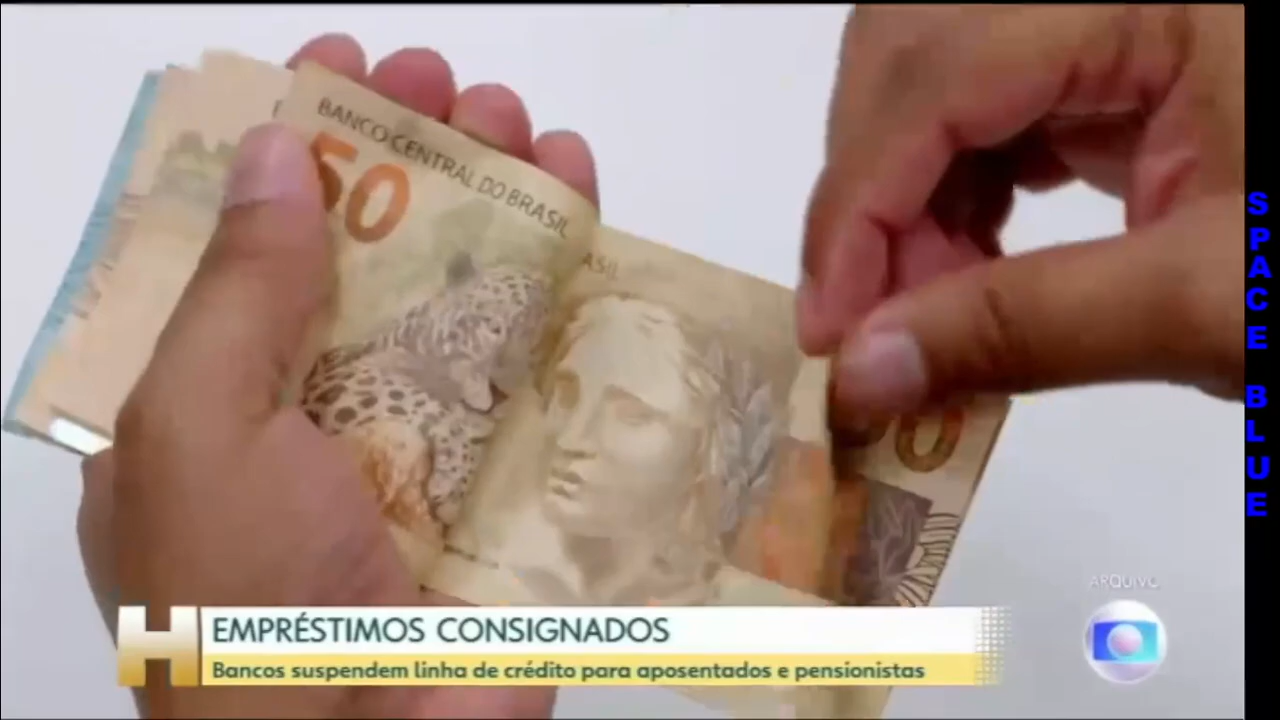 BANCO CENTRAL DO BRASIL
50
ASIL
ARQUIVO
H
EMPRÉSTIMOS CONSIGNADOS
Bancos suspendem linha de crédito para aposentados e pensionistas
SPACE BLUE